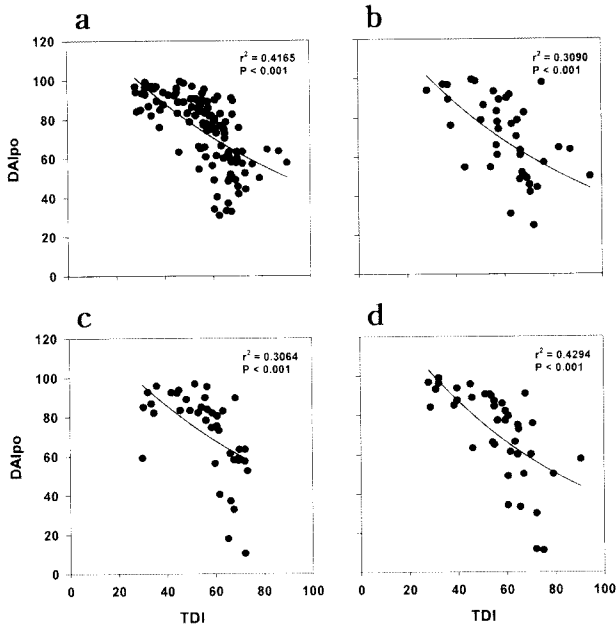 a
b
120
r² = 0.4165
P < 0.001
r² = 0.3090
P < 0.001
100
80
60
40
20
0
DAIpo
c
d
120
r² = 0.3064
P < 0.001
r² = 0.4294
P < 0.001
100
80
60
40
20
0
DAIpo
0 20 40 60 80 100
0 20 40 60 80 100
TDI
TDI